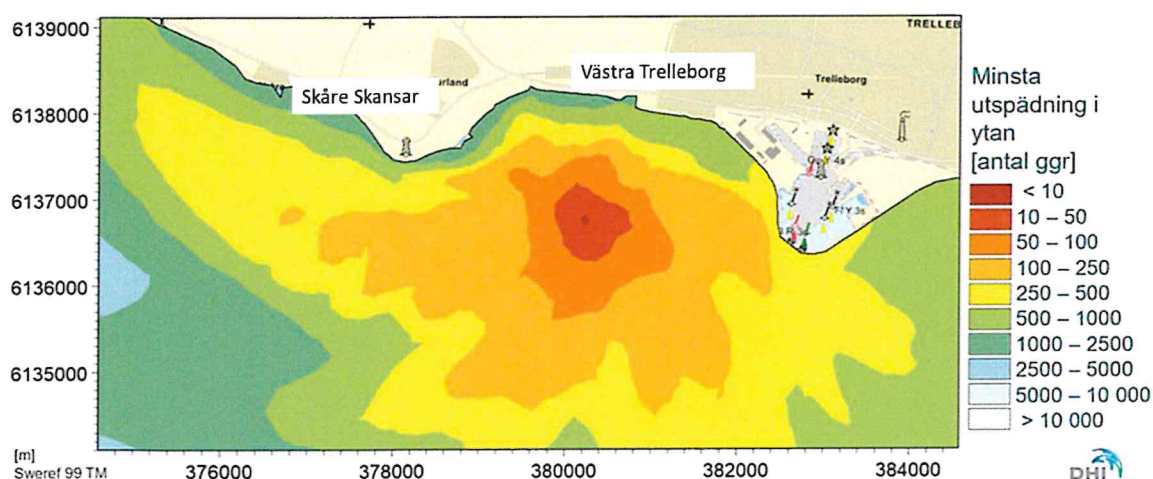 6139000
6138000
6137000
6136000
6135000
[m]
Sweref 99 TM
376000
378000
380000
382000
384000
TRELLEB
Skåre Skansar
urland
Västra Trelleborg
Trelleborg
Minsta
utspädning i
ytan
[antal ggr]
< 10
10 – 50
50 – 100
100 – 250
250 – 500
500 – 1000
1000 – 2500
2500 – 5000
5000 – 10 000
> 10 000
DHI